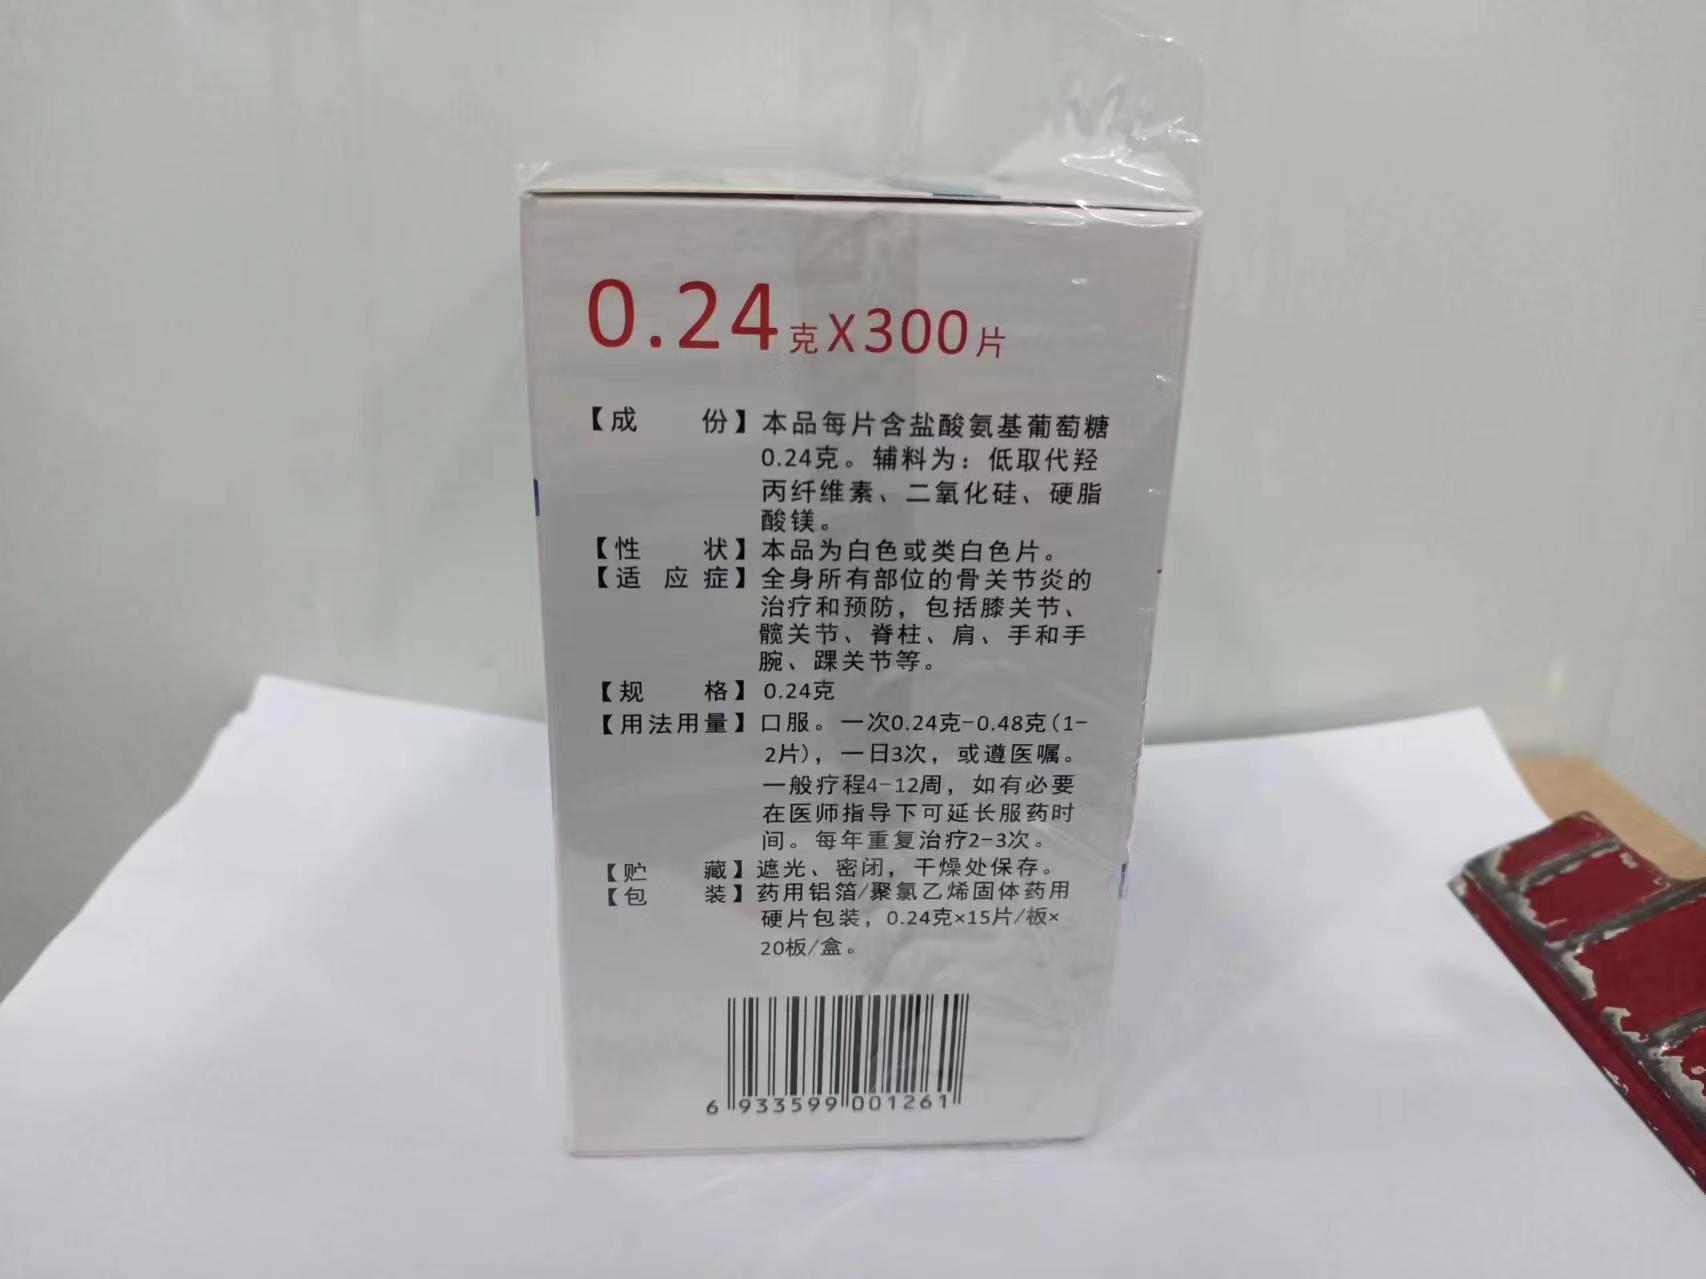 0.24克X300片
【成 份】本品每片含盐酸氨基葡萄糖
0.24克。辅料为：低取代羟
丙纤维素、二氧化硅、硬脂
酸镁。
【性 状】本品为白色或类白色片。
【适 应 症】全身所有部位的骨关节炎的
治疗和预防，包括膝关节、
髋关节、脊柱、肩、手和手
腕、踝关节等。
【规 格】0.24克
【用法用量】口服。一次0.24克-0.48克(1-
2片)，一日3次，或遵医嘱。
一般疗程4-12周，如有必要
在医师指导下可延长服药时
间。每年重复治疗2-3次。
【贮 藏】遮光、密闭，干燥处保存。
【包 装】药用铝箔/聚氯乙烯固体药用
硬片包装，0.24克×15片/板×
20板/盒。
6 933599 001261